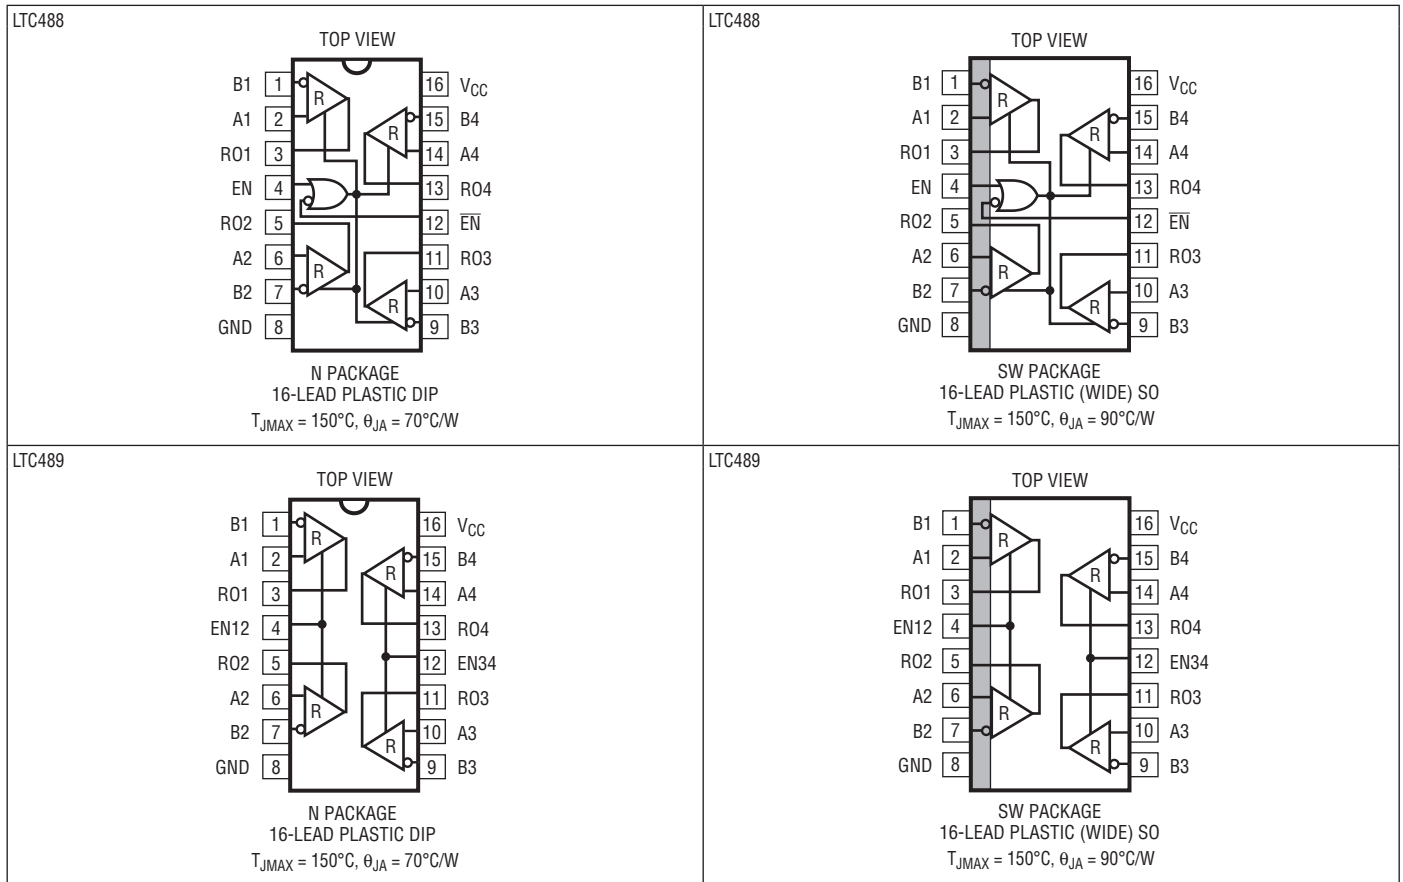 LTC488
TOP VIEW
B1 1
A1 2
RO1 3
EN 4
RO2 5
A2 6
B2 7
GND 8
16 VCC
15 B4
14 A4
13 RO4
12 EN
11 RO3
10 A3
9 B3
R
R
R
R
N PACKAGE
16-LEAD PLASTIC DIP
TJMAX = 150°C, θJA = 70°C/W
LTC488
TOP VIEW
B1 1
A1 2
RO1 3
EN 4
RO2 5
A2 6
B2 7
GND 8
16 VCC
15 B4
14 A4
13 RO4
12 EN
11 RO3
10 A3
9 B3
R
R
R
R
SW PACKAGE
16-LEAD PLASTIC (WIDE) SO
TJMAX = 150°C, θJA = 90°C/W
LTC489
TOP VIEW
B1 1
A1 2
RO1 3
EN12 4
RO2 5
A2 6
B2 7
GND 8
16 VCC
15 B4
14 A4
13 RO4
12 EN34
11 RO3
10 A3
9 B3
R
R
R
R
N PACKAGE
16-LEAD PLASTIC DIP
TJMAX = 150°C, θJA = 70°C/W
LTC489
TOP VIEW
B1 1
A1 2
RO1 3
EN12 4
RO2 5
A2 6
B2 7
GND 8
16 VCC
15 B4
14 A4
13 RO4
12 EN34
11 RO3
10 A3
9 B3
R
R
R
R
SW PACKAGE
16-LEAD PLASTIC (WIDE) SO
TJMAX = 150°C, θJA = 90°C/W